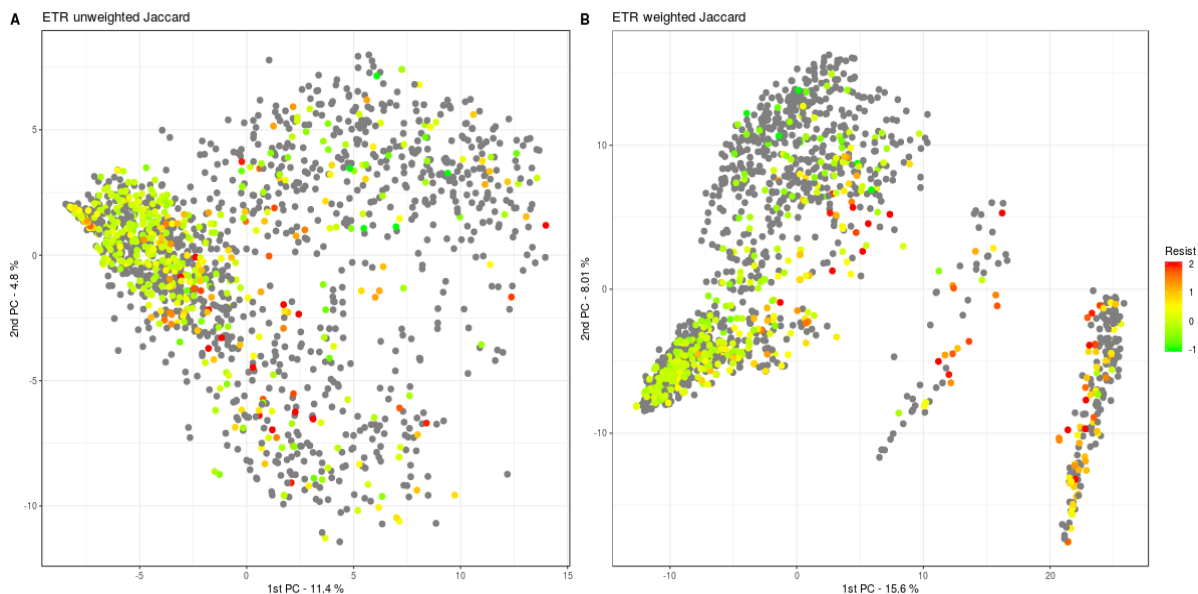 A
ETR unweighted Jaccard
5
0
-5
-10
2nd PC - 4.8 %
-5
0
5
10
15
1st PC - 11.4 %
B
ETR weighted Jaccard
10
0
-10
2nd PC - 8.01 %
-10
0
10
20
1st PC - 15.6 %
Resist
2
1
0
-1